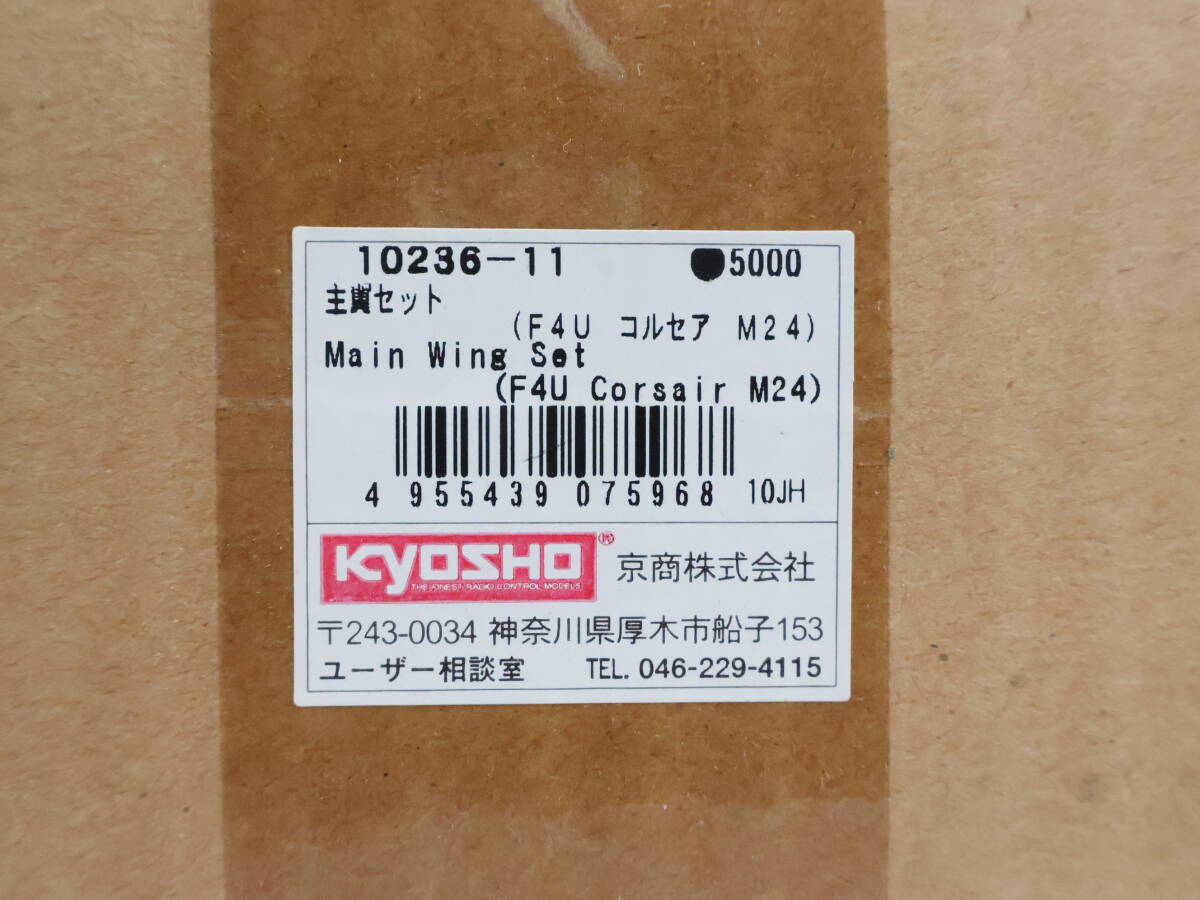 10236-11 ●5000
主翼セット
(F4U コルセア M24)
Main Wing Set
(F4U Corsair M24)
4 955439 075968 10JH
KYOSHO® 京商株式会社
THE FINEST RADIO CONTROL MODELS
〒243-0034 神奈川県厚木市船子153
ユーザー相談室 TEL. 046-229-4115